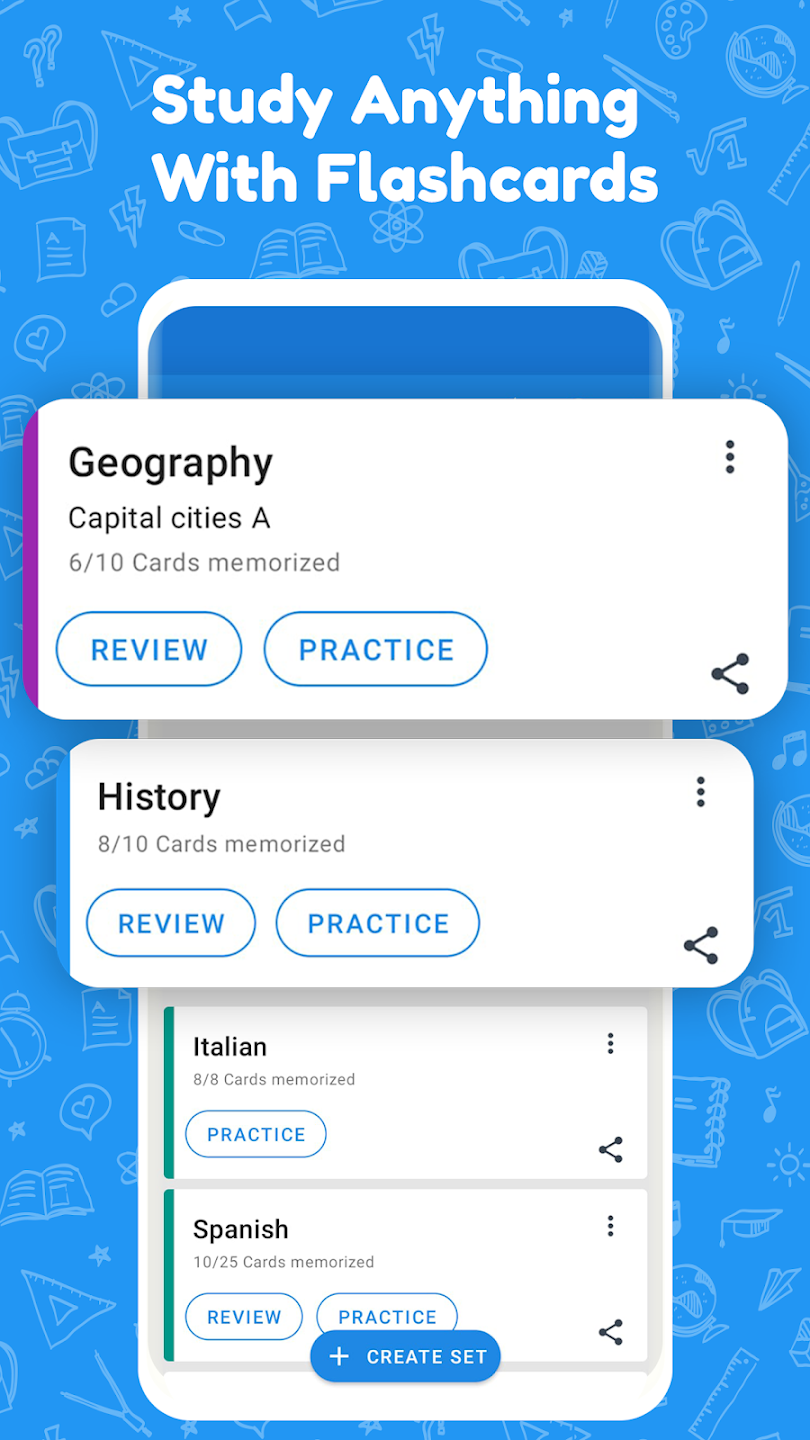 Study Anything
With Flashcards
Geography
Capital cities A
6/10 Cards memorized
REVIEW PRACTICE
History
8/10 Cards memorized
REVIEW PRACTICE
Italian
8/8 Cards memorized
PRACTICE
Spanish
10/25 Cards memorized
REVIEW PRACTICE
+ CREATE SET